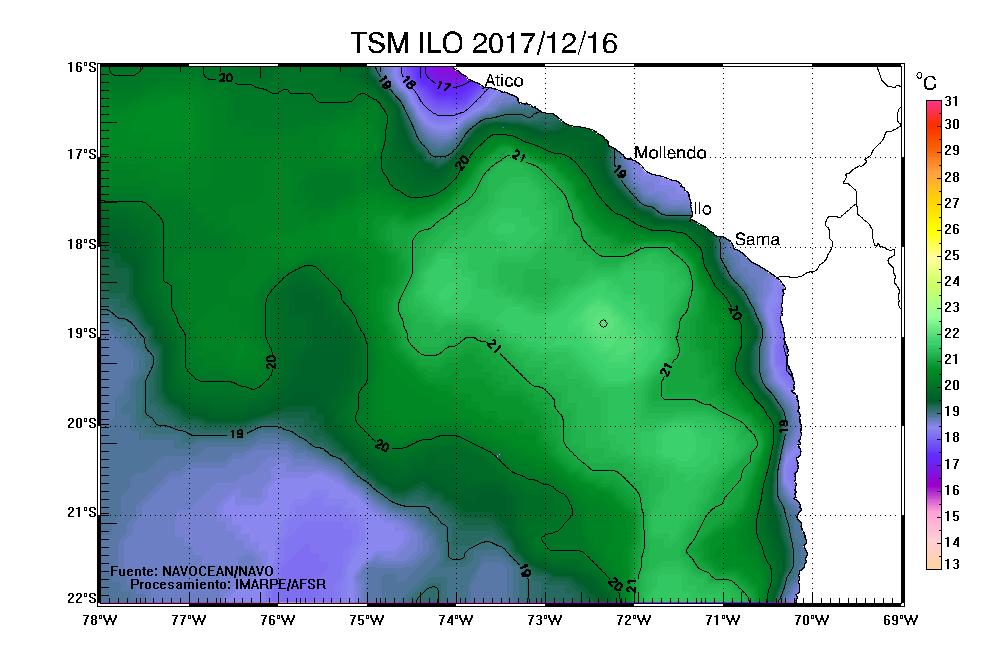 TSM ILO 2017/12/16
°C
16°S
17°S
18°S
19°S
20°S
21°S
22°S
20
19
18
17
Atico
20
21
Mollendo
19
Ilo
Sama
20
21
20
21
19
20
19
19
20
21
Fuente: NAVOCEAN/NAVO
Procesamiento: IMARPE/AFSR
78°W
77°W
76°W
75°W
74°W
73°W
72°W
71°W
70°W
69°W
31
30
29
28
27
26
25
24
23
22
21
20
19
18
17
16
15
14
13